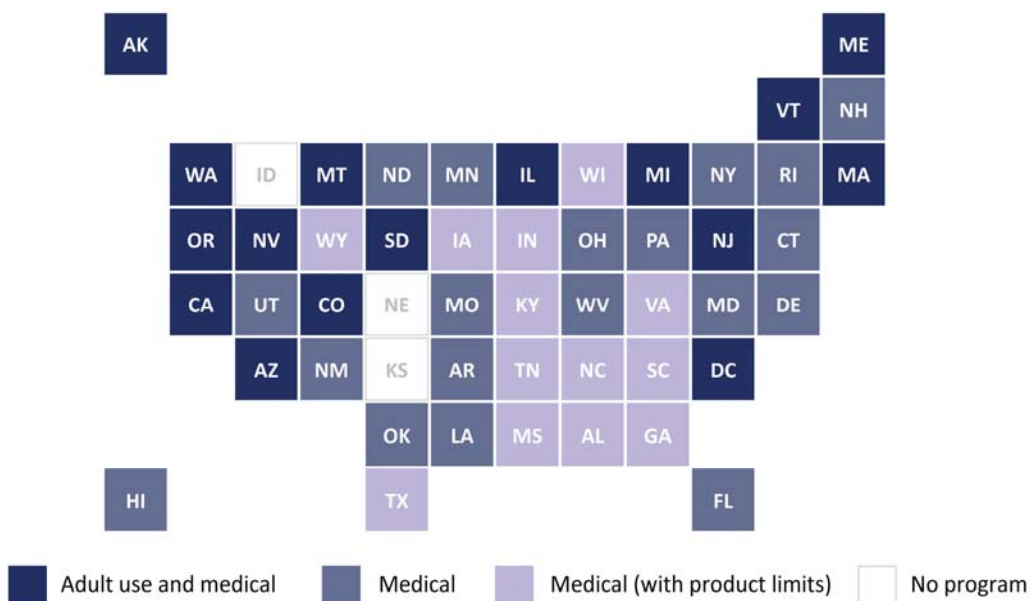 AK ME
VT NH
WA ID MT ND MN IL WI MI NY RI MA
OR NV WY SD IA IN OH PA NJ CT
CA UT CO NE MO KY WV VA MD DE
AZ NM KS AR TN NC SC DC
OK LA MS AL GA
HI TX FL
Adult use and medical Medical Medical (with product limits) No program